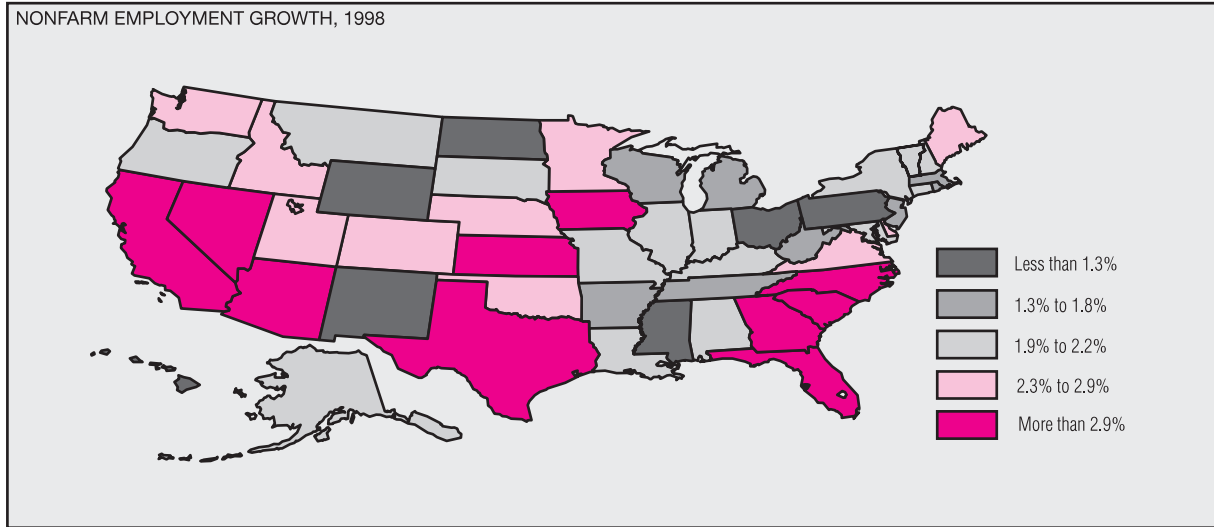 NONFARM EMPLOYMENT GROWTH, 1998
Less than 1.3%
1.3% to 1.8%
1.9% to 2.2%
2.3% to 2.9%
More than 2.9%